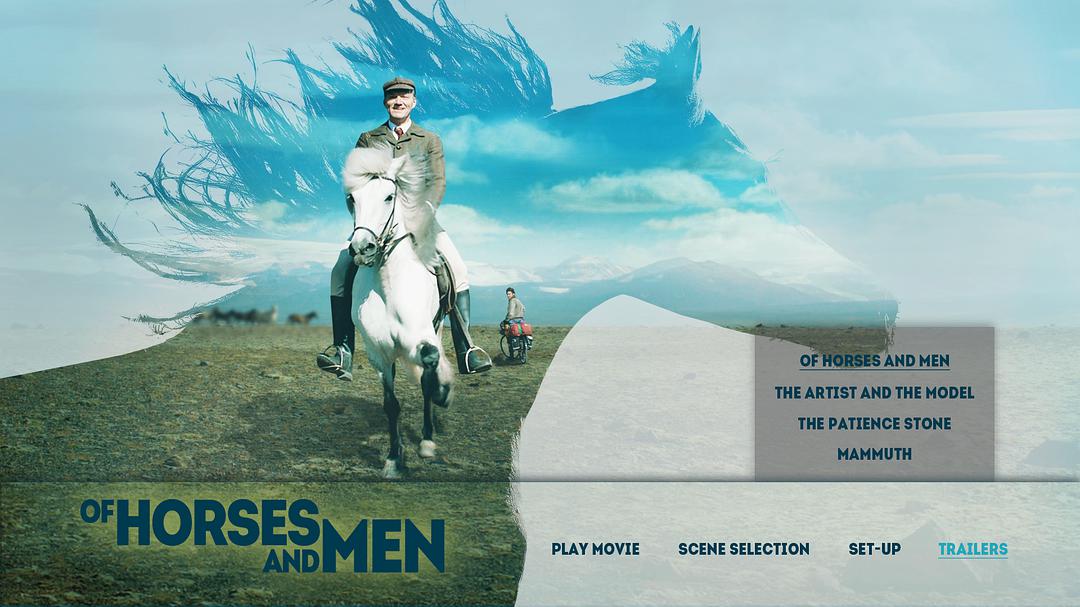 OF HORSES AND MEN
THE ARTIST AND THE MODEL
THE PATIENCE STONE
MAMMUTH
OF HORSES
AND MEN
PLAY MOVIE SCENE SELECTION SET-UP TRAILERS